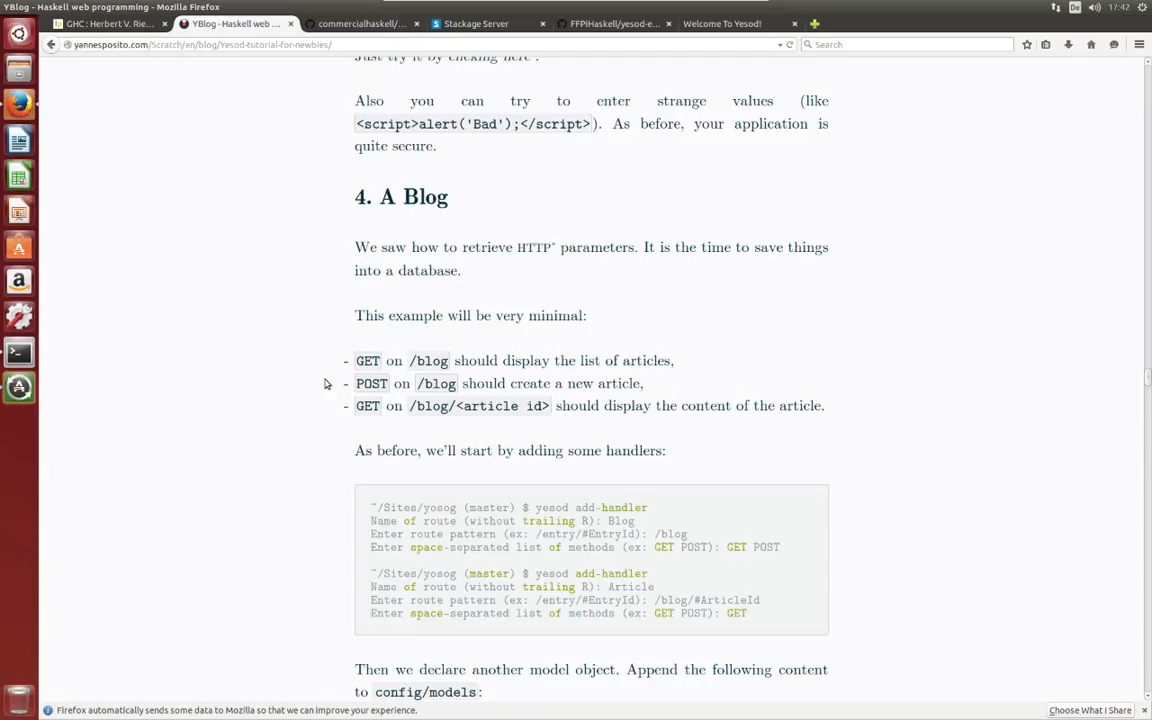 YBlog - Haskell web programming - Mozilla Firefox
De
17:42
GHC : Herbert V. Rie...
YBlog - Haskell web ...
commercialhaskell/...
Stackage Server
FFPiHaskell/yesod-e...
Welcome To Yesod!
yannesposito.com/Scratch/en/blog/Yesod-tutorial-for-newbies/
Search
Just try it by clicking here .
Also you can try to enter strange values (like
<script>alert('Bad');</script>). As before, your application is
quite secure.
4. A Blog
We saw how to retrieve HTTP~ parameters. It is the time to save things
into a database.
This example will be very minimal:
- GET on /blog should display the list of articles,
- POST on /blog should create a new article,
- GET on /blog/<article id> should display the content of the article.
As before, we'll start by adding some handlers:
~/Sites/yosog (master) $ yesod add-handler
Name of route (without trailing R): Blog
Enter route pattern (ex: /entry/#EntryId): /blog
Enter space-separated list of methods (ex: GET POST): GET POST
~/Sites/yosog (master) $ yesod add-handler
Name of route (without trailing R): Article
Enter route pattern (ex: /entry/#EntryId): /blog/#ArticleId
Enter space-separated list of methods (ex: GET POST): GET
Then we declare another model object. Append the following content
to config/models:
Firefox automatically sends some data to Mozilla so that we can improve your experience.
Choose What I Share